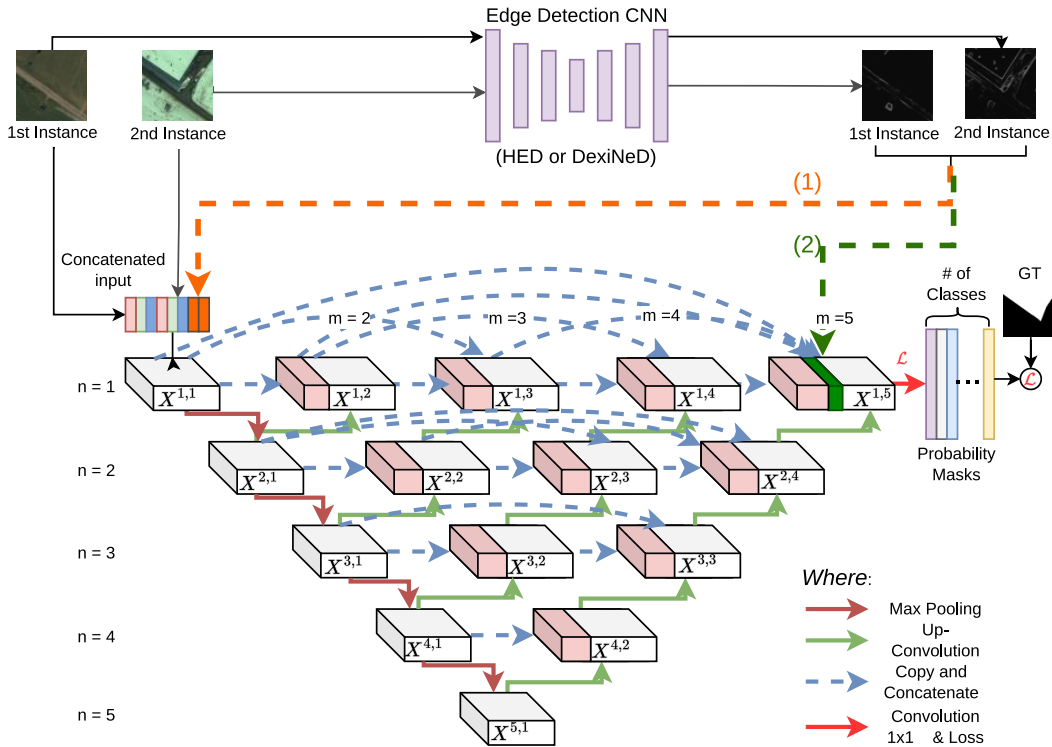 Edge Detection CNN
1st Instance
2nd Instance
(HED or DexiNeD)
1st Instance
2nd Instance
(1)
(2)
Concatenated
input
# of
Classes
GT
m = 2
m =3
m =4
m =5
n = 1
X^{1,1}
X^{1,2}
X^{1,3}
X^{1,4}
X^{1,5}
ℒ
ℒ
Probability
Masks
n = 2
X^{2,1}
X^{2,2}
X^{2,3}
X^{2,4}
n = 3
X^{3,1}
X^{3,2}
X^{3,3}
n = 4
X^{4,1}
X^{4,2}
n = 5
X^{5,1}
Where:
Max Pooling
Up-
Convolution
Copy and
Concatenate
Convolution
1x1 & Loss